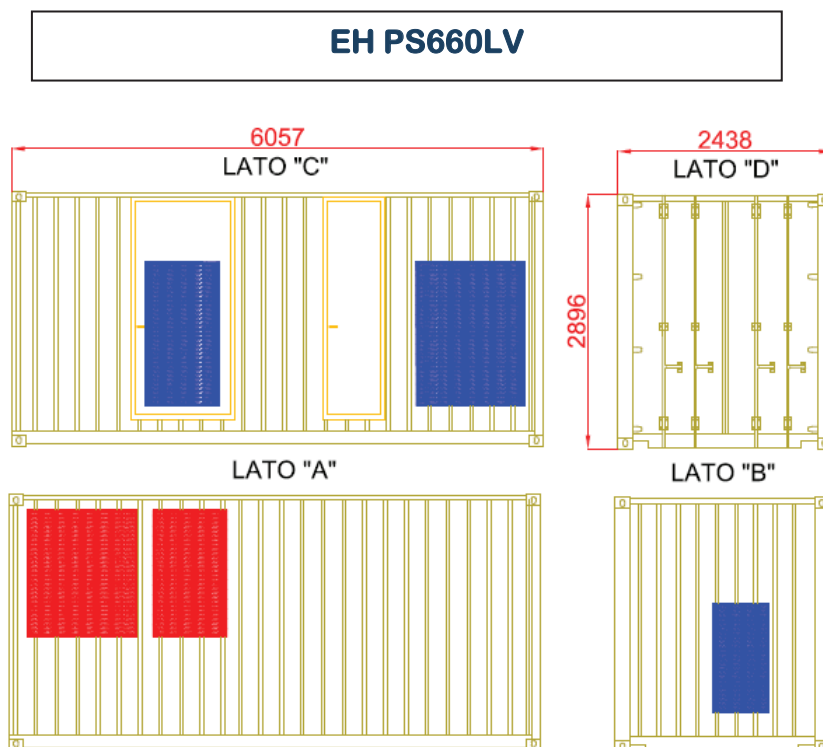 EH PS660LV
6057
LATO "C"
2438
LATO "D"
2896
LATO "A"
LATO "B"